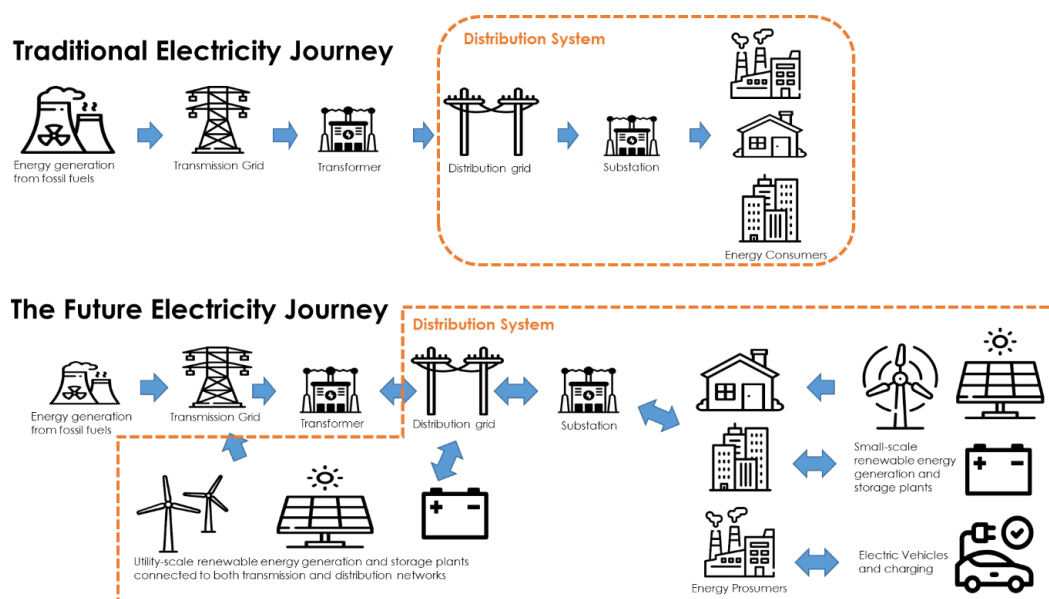 Traditional Electricity Journey
Distribution System
Energy generation
from fossil fuels
Transmission Grid
Transformer
Distribution grid
Substation
Energy Consumers
The Future Electricity Journey
Distribution System
Energy generation
from fossil fuels
Transmission Grid
Transformer
Distribution grid
Substation
Small-scale
renewable energy
generation and
storage plants
Utility-scale renewable energy generation and storage plants
connected to both transmission and distribution networks
Energy Prosumers
Electric Vehicles
and charging